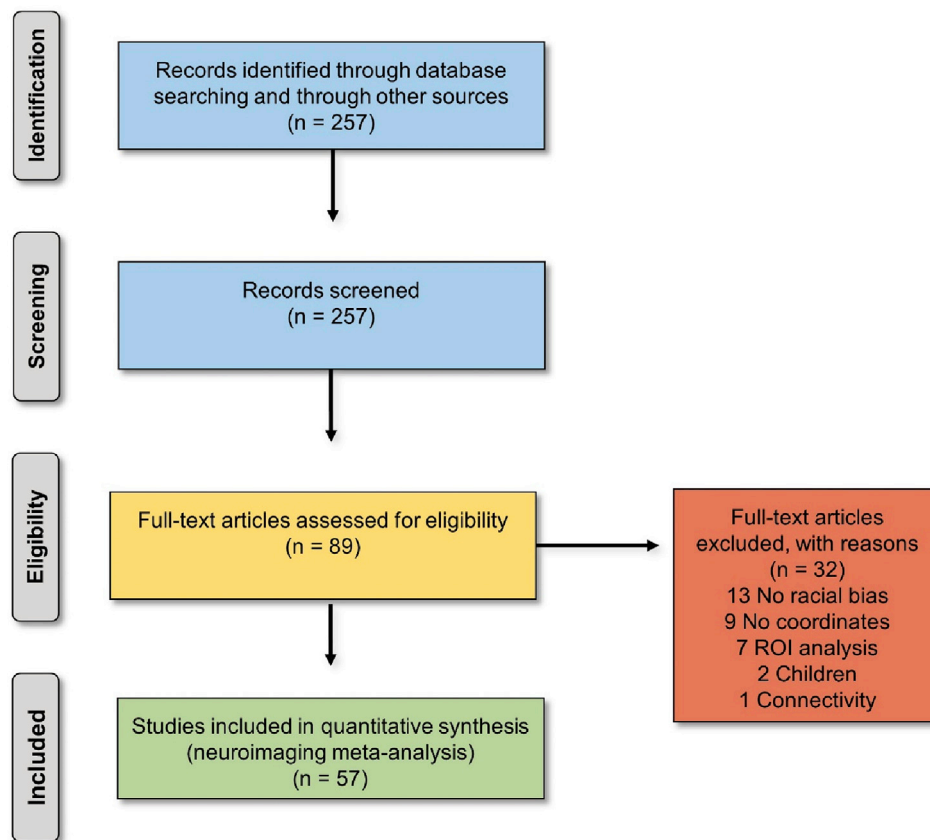 Identification
Records identified through database
searching and through other sources
(n = 257)
Screening
Records screened
(n = 257)
Eligibility
Full-text articles assessed for eligibility
(n = 89)
Full-text articles
excluded, with reasons
(n = 32)
13 No racial bias
9 No coordinates
7 ROI analysis
2 Children
1 Connectivity
Included
Studies included in quantitative synthesis
(neuroimaging meta-analysis)
(n = 57)